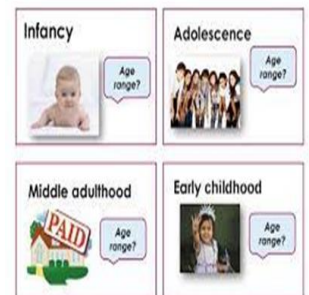 Infancy
Age
range?
Adolescence
Age
range?
Middle adulthood
PAID
Age
range?
Early childhood
Age
range?